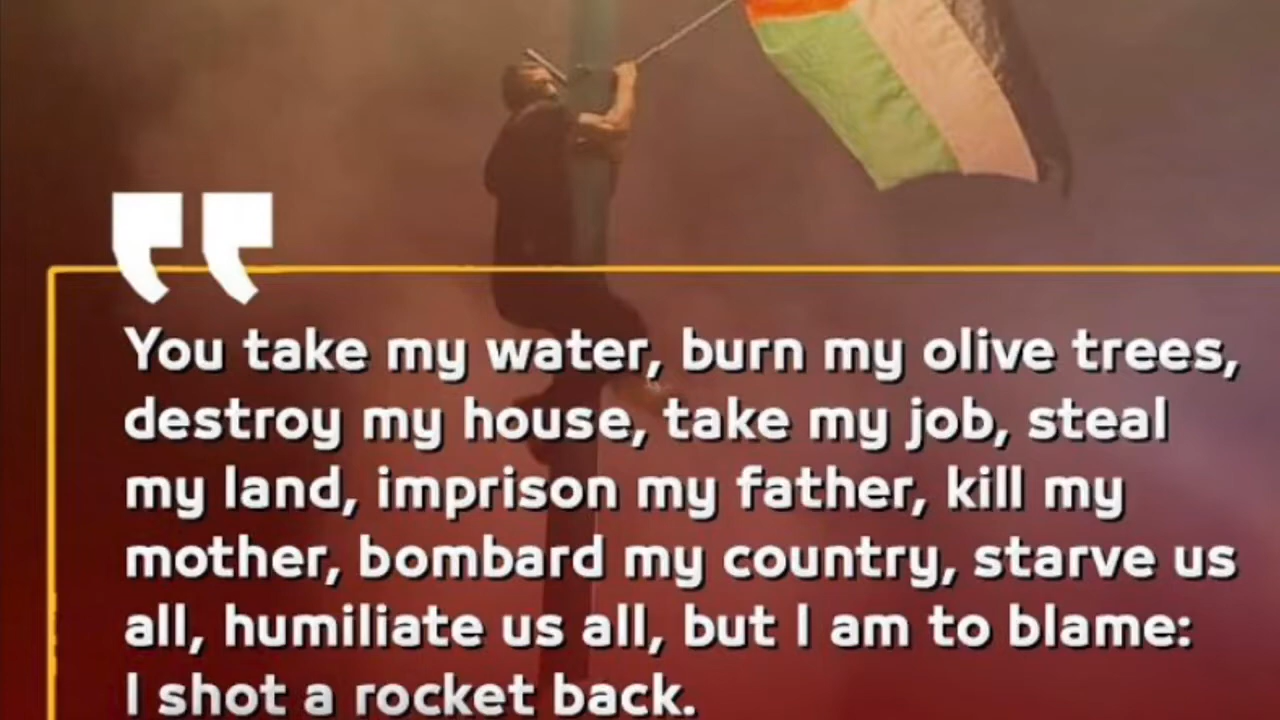 You take my water, burn my olive trees,
destroy my house, take my job, steal
my land, imprison my father, kill my
mother, bombard my country, starve us
all, humiliate us all, but I am to blame:
I shot a rocket back.